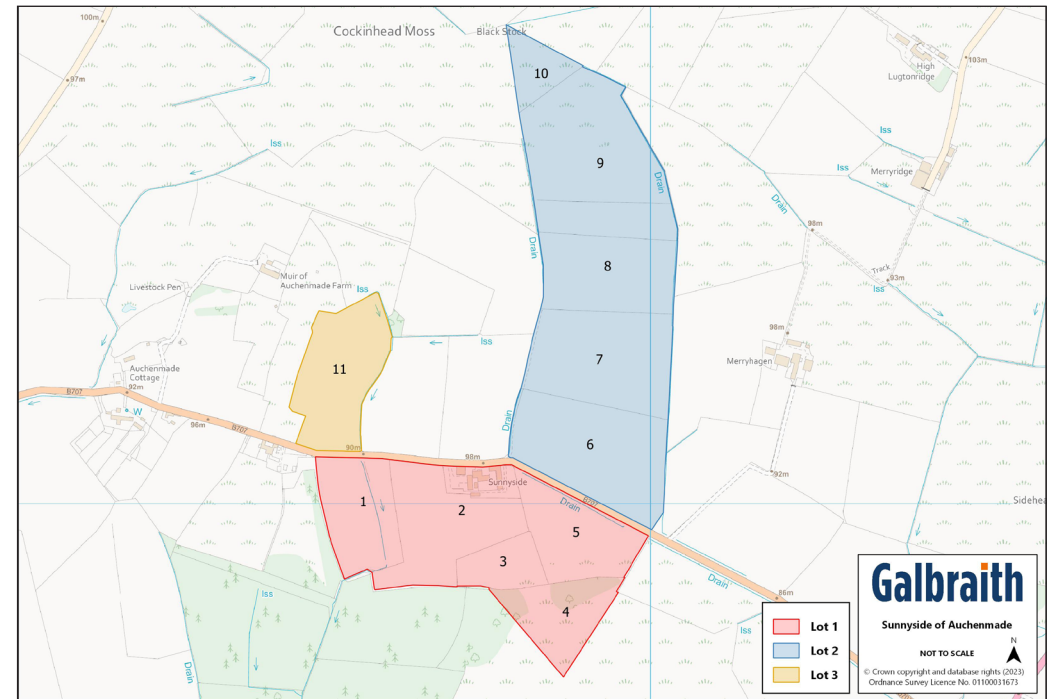 100m
Cockinhead Moss
Black Stock
97m
10
High
Lugtonridge
103m
Iss
Iss
9
Iss
Merryridge
Drain
Drain
98m
Drain
8
Track
93m
Iss
Livestock Pen
Muir of
Auchenmade Farm
Iss
Iss
98m
11
7
Merryhagen
Auchenmade
Cottage
92m
B707
W
96m
B707
Drain
6
90m
98m
Sunnyside
92m
1
2
Drain
B707
Sidehea
5
3
4
Drain
86m
Iss
Iss
Drain
Lot 1
Lot 2
Lot 3
Galbraith
Sunnyside of Auchenmade
N
NOT TO SCALE
© Crown copyright and database rights (2023)
Ordnance Survey Licence No. 01100031673